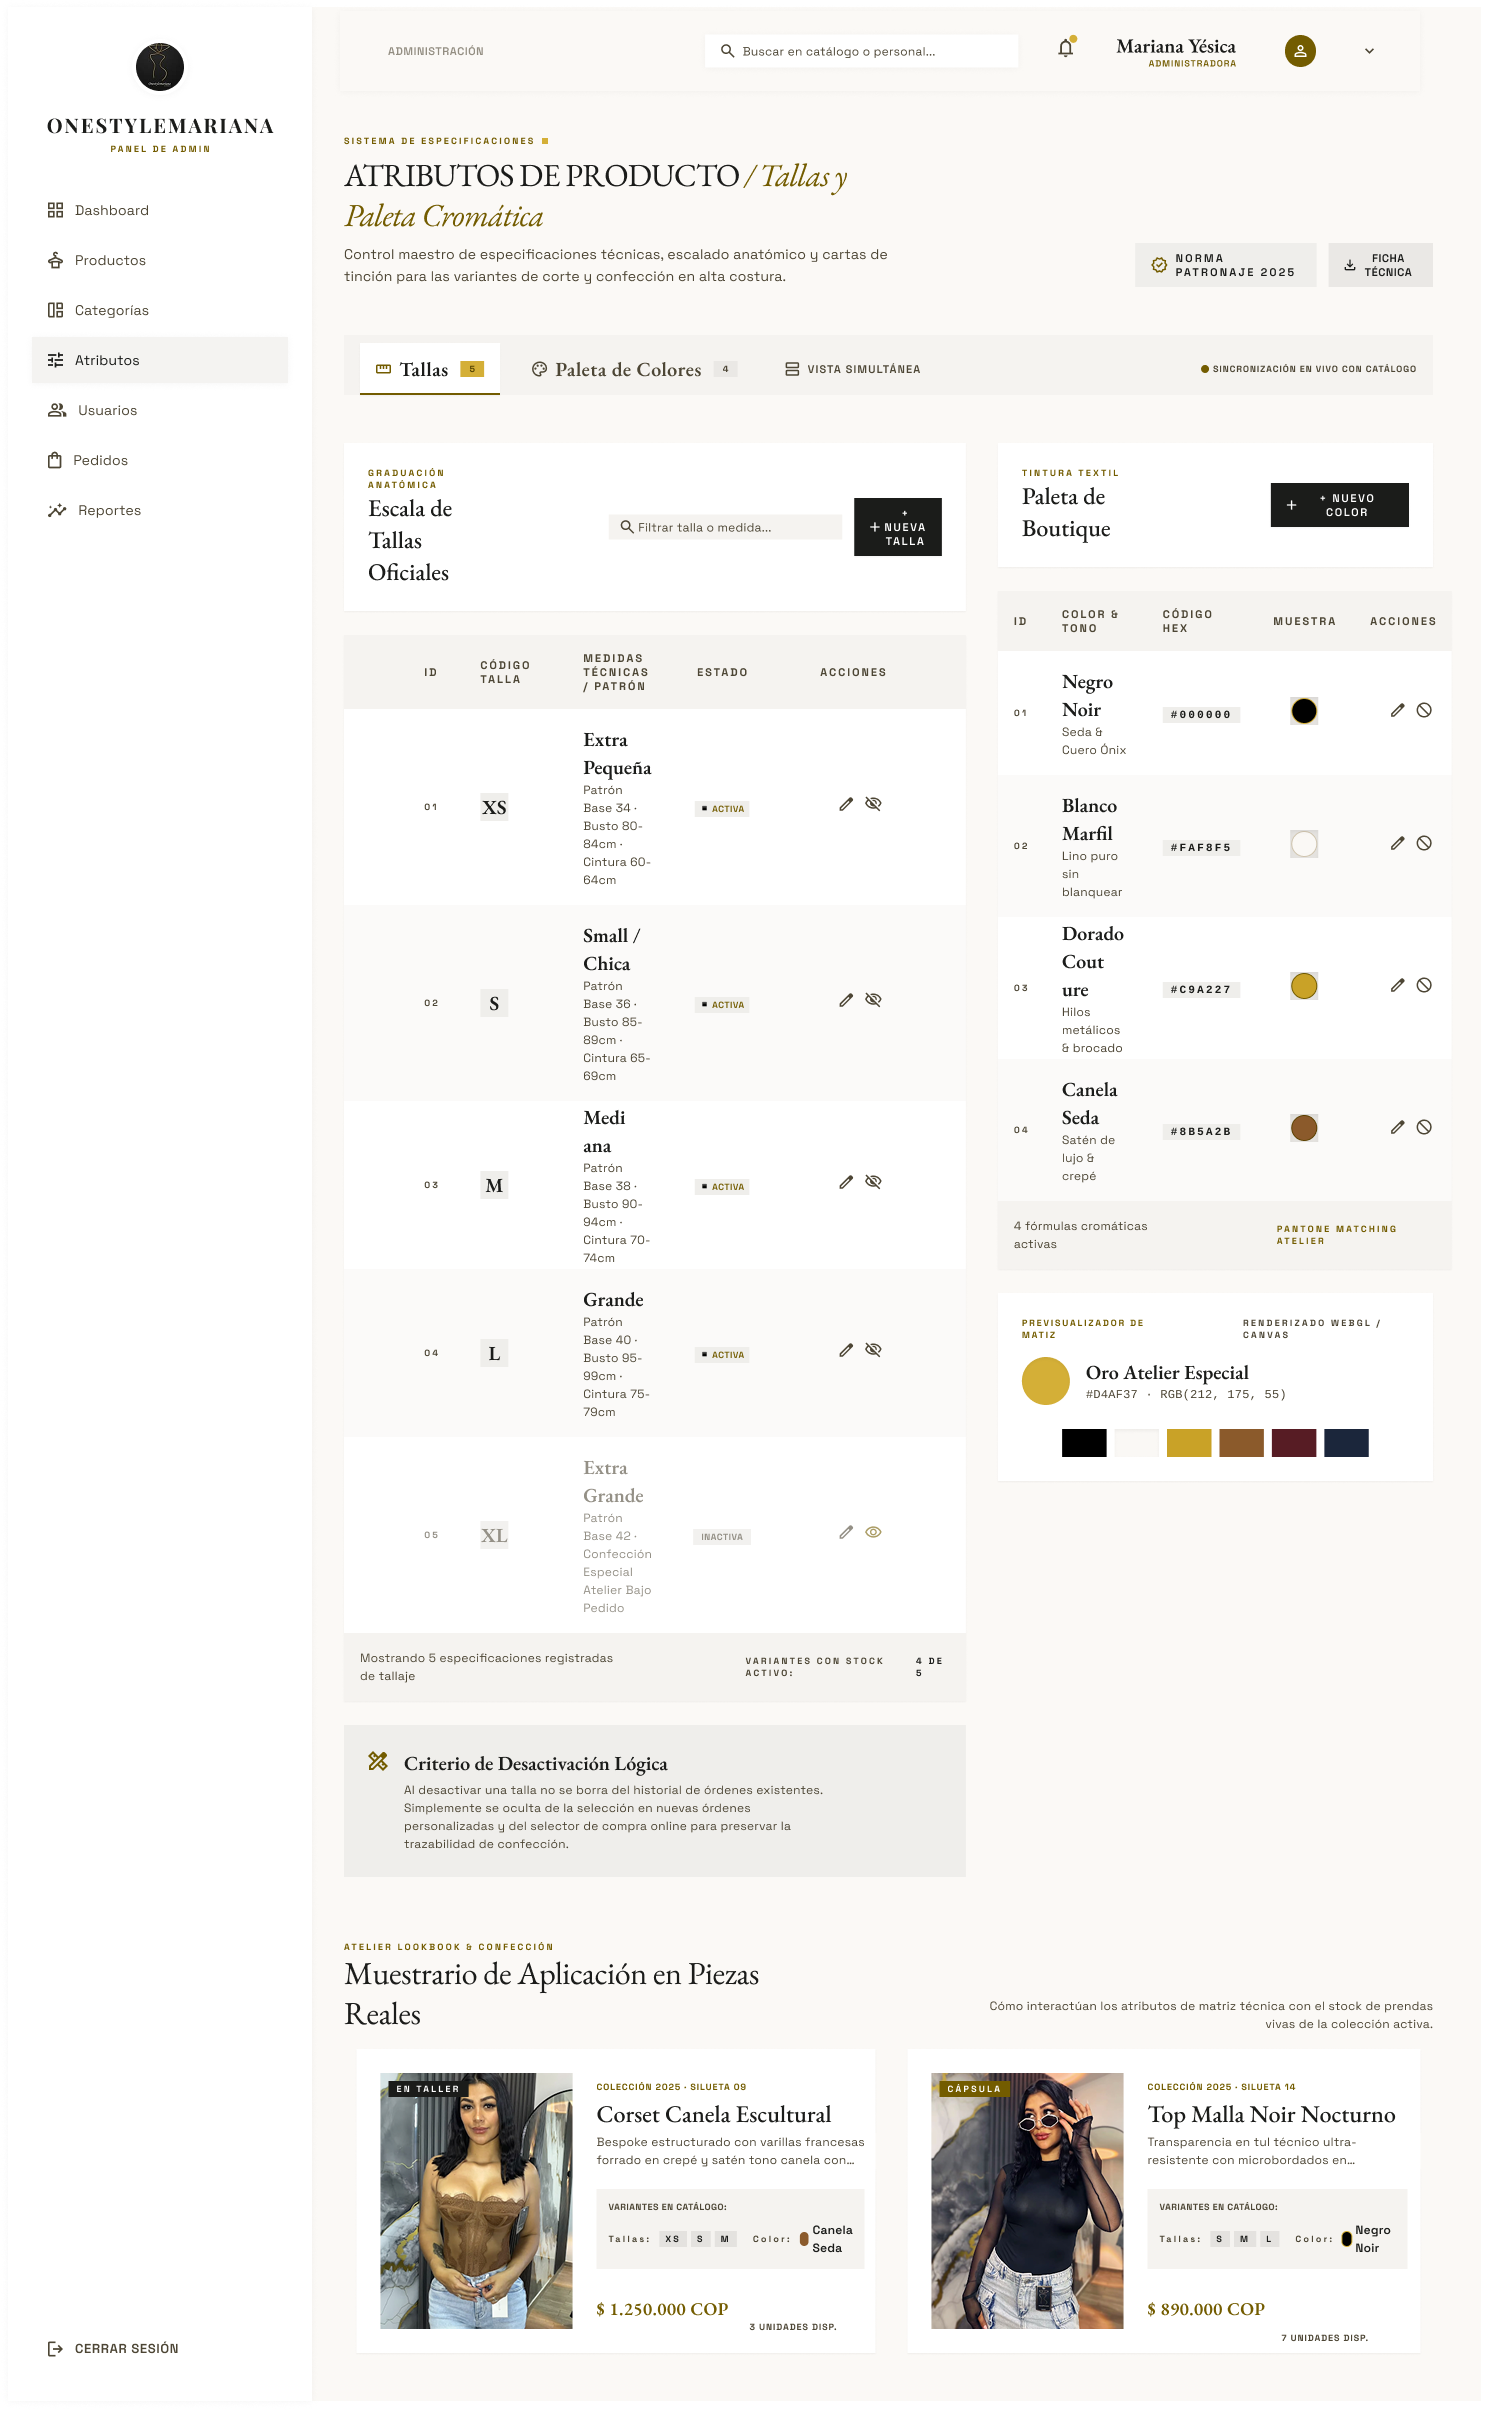 ONESTYLEMARIANA
PANEL DE ADMIN
Dashboard
Productos
Categorías
Atributos
Usuarios
Pedidos
Reportes
CERRAR SESIÓN
ADMINISTRACIÓN
Buscar en catálogo o personal...
Mariana Yésica
ADMINISTRADORA
SISTEMA DE ESPECIFICACIONES
ATRIBUTOS DE PRODUCTO / Tallas y
Paleta Cromática
Control maestro de especificaciones técnicas, escalado anatómico y cartas de
tinción para las variantes de corte y confección en alta costura.
NORMA
PATRONAJE 2025
FICHA
TÉCNICA
Tallas 5
Paleta de Colores 4
VISTA SIMULTÁNEA
SINCRONIZACIÓN EN VIVO CON CATÁLOGO
GRADUACIÓN
ANATÓMICA
Escala de
Tallas
Oficiales
Filtrar talla o medida...
+
NUEVA
TALLA
ID
CÓDIGO
TALLA
MEDIDAS
TÉCNICAS
/ PATRÓN
ESTADO
ACCIONES
01
XS
Extra
Pequeña
Patrón
Base 34 ·
Busto 80-
84cm ·
Cintura 60-
64cm
ACTIVA
02
S
Small /
Chica
Patrón
Base 36 ·
Busto 85-
89cm ·
Cintura 65-
69cm
ACTIVA
03
M
Medi
ana
Patrón
Base 38 ·
Busto 90-
94cm ·
Cintura 70-
74cm
ACTIVA
04
L
Grande
Patrón
Base 40 ·
Busto 95-
99cm ·
Cintura 75-
79cm
ACTIVA
05
XL
Extra
Grande
Patrón
Base 42 ·
Confección
Especial
Atelier Bajo
Pedido
INACTIVA
Mostrando 5 especificaciones registradas
de tallaje
VARIANTES CON STOCK
ACTIVO:
4 DE
5
Criterio de Desactivación Lógica
Al desactivar una talla no se borra del historial de órdenes existentes.
Simplemente se oculta de la selección en nuevas órdenes
personalizadas y del selector de compra online para preservar la
trazabilidad de confección.
TINTURA TEXTIL
Paleta de
Boutique
+ NUEVO
COLOR
ID
COLOR &
TONO
CÓDIGO
HEX
MUESTRA
ACCIONES
01
Negro
Noir
Seda &
Cuero Ónix
#000000
02
Blanco
Marfil
Lino puro
sin
blanquear
#FAF8F5
03
Dorado
Cout
ure
Hilos
metálicos
& brocado
#C9A227
04
Canela
Seda
Satén de
lujo &
crepé
#8B5A2B
4 fórmulas cromáticas
activas
PANTONE MATCHING
ATELIER
PREVISUALIZADOR DE
MATIZ
RENDERIZADO WEBGL /
CANVAS
Oro Atelier Especial
#D4AF37 · RGB(212, 175, 55)
ATELIER LOOKBOOK & CONFECCIÓN
Muestrario de Aplicación en Piezas
Reales
Cómo interactúan los atributos de matriz técnica con el stock de prendas
vivas de la colección activa.
EN TALLER
COLECCIÓN 2025 · SILUETA 09
Corset Canela Escultural
Bespoke estructurado con varillas francesas
forrado en crepé y satén tono canela con…
VARIANTES EN CATÁLOGO:
Tallas: XS S M Color: Canela
Seda
$ 1.250.000 COP
3 UNIDADES DISP.
CÁPSULA
COLECCIÓN 2025 · SILUETA 14
Top Malla Noir Nocturno
Transparencia en tul técnico ultra-
resistente con microbordados en…
VARIANTES EN CATÁLOGO:
Tallas: S M L Color: Negro
Noir
$ 890.000 COP
7 UNIDADES DISP.